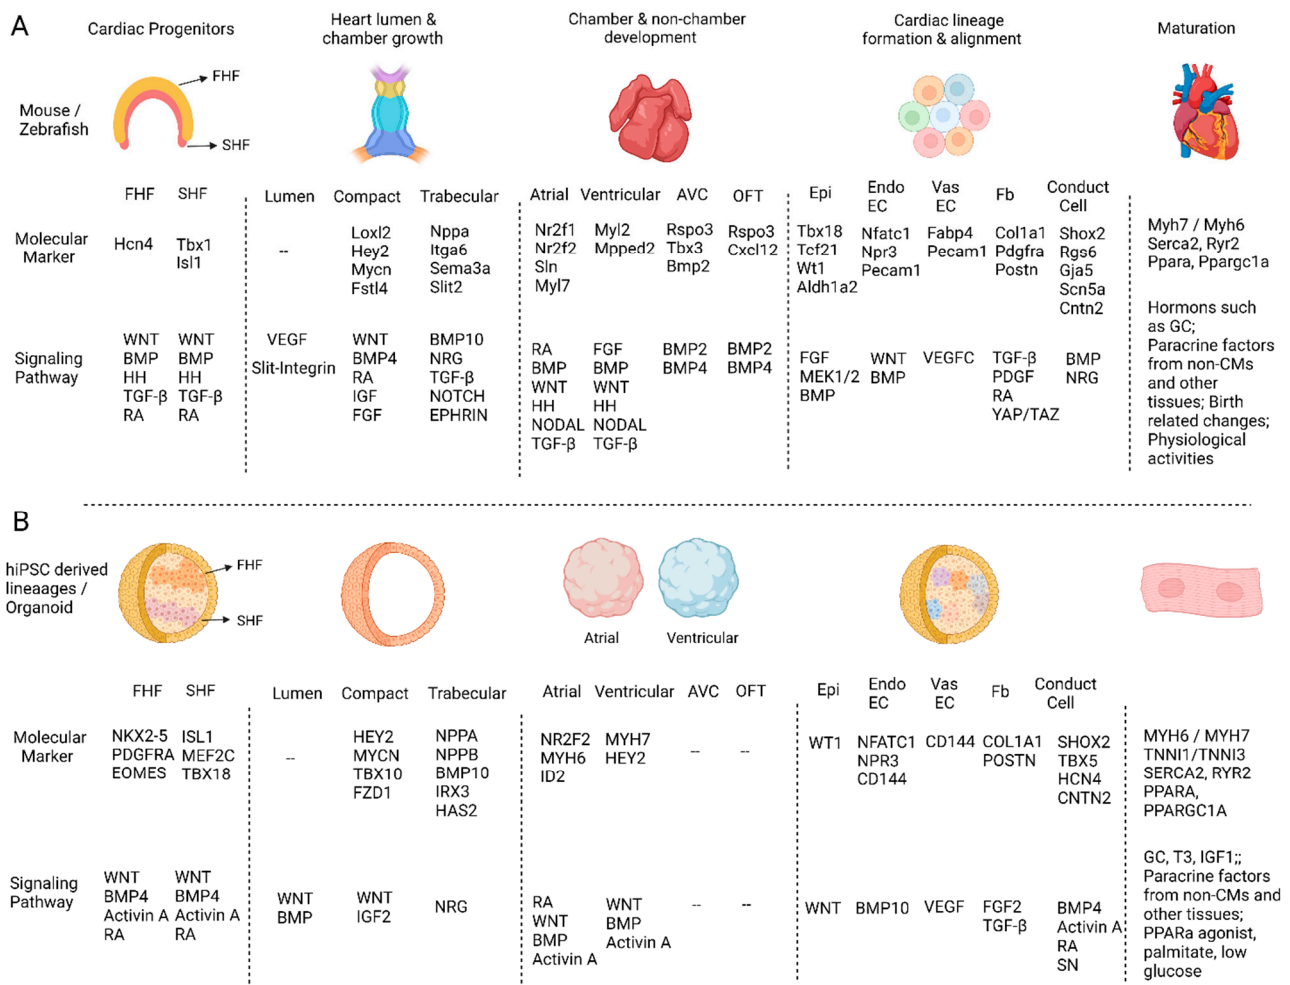 A
Cardiac Progenitors
Heart lumen &
chamber growth
Chamber & non-chamber
development
Cardiac lineage
formation & alignment
Maturation
Mouse /
Zebrafish
FHF
SHF
FHF
SHF
Lumen
Compact
Trabecular
Atrial
Ventricular
AVC
OFT
Epi
Endo
EC
Vas
EC
Fb
Conduct
Cell
Molecular
Marker
Hcn4
Tbx1
Isl1
--
Loxl2
Hey2
Mycn
Fstl4
Nppa
Itga6
Sema3a
Slit2
Nr2f1
Nr2f2
Sln
Myl7
Myl2
Mpped2
Rspo3
Tbx3
Bmp2
Rspo3
Cxcl12
Tbx18
Tcf21
Wt1
Aldh1a2
Nfatc1
Npr3
Pecam1
Fabp4
Pecam1
Col1a1
Pdgfra
Postn
Shox2
Rgs6
Gja5
Scn5a
Cntn2
Myh7 / Myh6
Serca2, Ryr2
Ppara, Ppargc1a
Signaling
Pathway
WNT
BMP
HH
TGF-β
RA
WNT
BMP
HH
TGF-β
RA
VEGF
Slit-Integrin
WNT
BMP4
RA
IGF
FGF
BMP10
NRG
TGF-β
NOTCH
EPHRIN
RA
BMP
WNT
HH
NODAL
TGF-β
FGF
BMP
WNT
HH
NODAL
TGF-β
BMP2
BMP4
BMP2
BMP4
FGF
MEK1/2
BMP
WNT
BMP
VEGFC
TGF-β
PDGF
RA
YAP/TAZ
BMP
NRG
Hormons such
as GC;
Paracrine factors
from non-CMs
and other
tissues; Birth
related changes;
Physiological
activities
B
hiPSC derived
lineaages /
Organoid
FHF
SHF
Atrial
Ventricular
FHF
SHF
Lumen
Compact
Trabecular
Atrial
Ventricular
AVC
OFT
Epi
Endo
EC
Vas
EC
Fb
Conduct
Cell
Molecular
Marker
NKX2-5
PDGFRA
EOMES
ISL1
MEF2C
TBX18
--
HEY2
MYCN
TBX10
FZD1
NPPA
NPPB
BMP10
IRX3
HAS2
NR2F2
MYH6
ID2
MYH7
HEY2
--
--
WT1
NFATC1
NPR3
CD144
CD144
COL1A1
POSTN
SHOX2
TBX5
HCN4
CNTN2
MYH6 / MYH7
TNNI1/TNNI3
SERCA2, RYR2
PPARA,
PPARGC1A
Signaling
Pathway
WNT
BMP4
Activin A
RA
WNT
BMP4
Activin A
RA
WNT
BMP
WNT
IGF2
NRG
RA
WNT
BMP
Activin A
WNT
BMP
Activin A
--
--
WNT
BMP10
VEGF
FGF2
TGF-β
BMP4
Activin A
RA
SN
GC, T3, IGF1;;
Paracrine factors
from non-CMs and
other tissues;
PPARa agonist,
palmitate, low
glucose